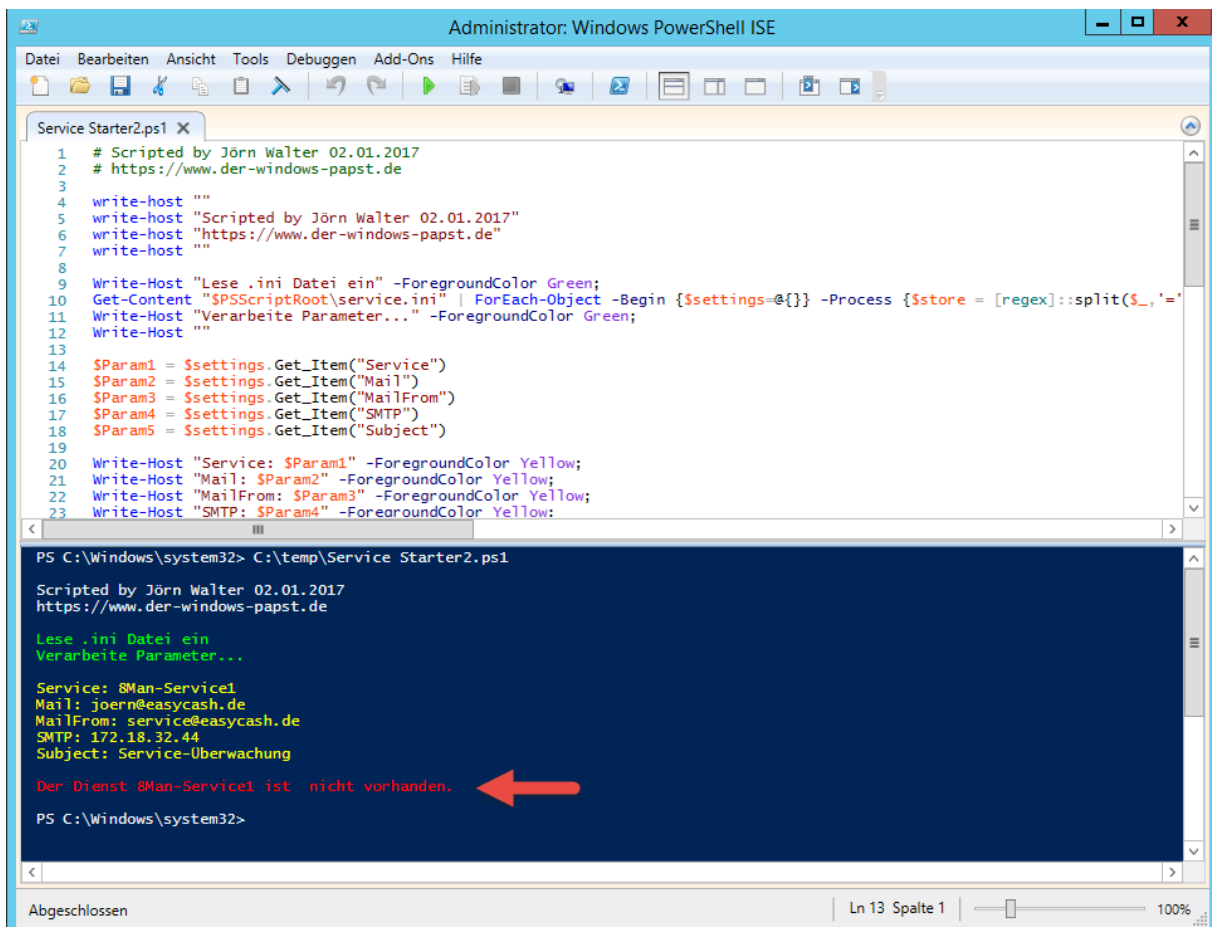 Administrator: Windows PowerShell ISE
Datei Bearbeiten Ansicht Tools Debuggen Add-Ons Hilfe
Service Starter2.ps1
1 # Scripted by Jörn Walter 02.01.2017
2 # https://www.der-windows-papst.de
3
4 write-host ""
5 write-host "Scripted by Jörn Walter 02.01.2017"
6 write-host "https://www.der-windows-papst.de"
7 write-host ""
8
9 Write-Host "Lese .ini Datei ein" -ForegroundColor Green;
10 Get-Content "$PSScriptRoot\service.ini" | ForEach-Object -Begin {$settings=@{}} -Process {$store = [regex]::split($_,'='
11 Write-Host "Verarbeite Parameter..." -ForegroundColor Green;
12 Write-Host ""
13
14 $Param1 = $settings.Get_Item("Service")
15 $Param2 = $settings.Get_Item("Mail")
16 $Param3 = $settings.Get_Item("MailFrom")
17 $Param4 = $settings.Get_Item("SMTP")
18 $Param5 = $settings.Get_Item("Subject")
19
20 Write-Host "Service: $Param1" -ForegroundColor Yellow;
21 Write-Host "Mail: $Param2" -ForegroundColor Yellow;
22 Write-Host "MailFrom: $Param3" -ForegroundColor Yellow;
23 Write-Host "SMTP: $Param4" -ForegroundColor Yellow;
PS C:\Windows\system32> C:\temp\Service Starter2.ps1
Scripted by Jörn Walter 02.01.2017
https://www.der-windows-papst.de
Lese .ini Datei ein
Verarbeite Parameter...
Service: 8Man-Service1
Mail: joern@easycash.de
MailFrom: service@easycash.de
SMTP: 172.18.32.44
Subject: Service-Überwachung
Der Dienst 8Man-Service1 ist  nicht vorhanden.
PS C:\Windows\system32>
Abgeschlossen Ln 13 Spalte 1 100%